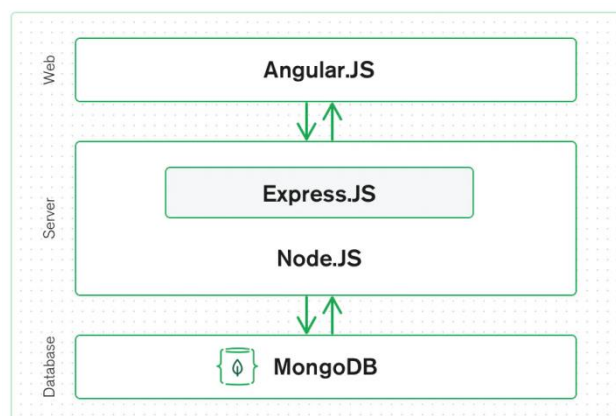 Web
Angular.JS
Server
Express.JS
Node.JS
Database
MongoDB